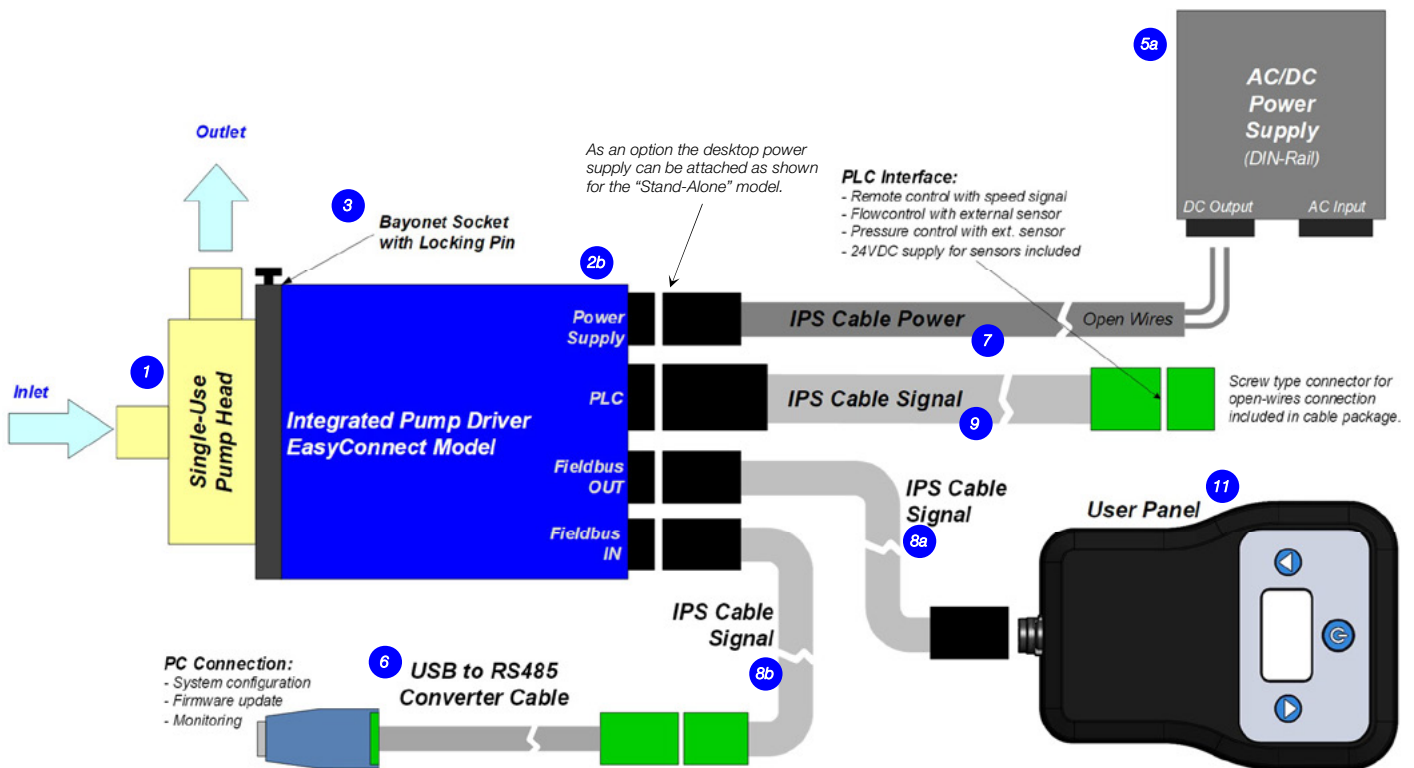 5a
AC/DC
Power
Supply
(DIN-Rail)
DC Output
AC Input
Outlet
As an option the desktop power
supply can be attached as shown
for the “Stand-Alone” model.
PLC Interface:
- Remote control with speed signal
- Flowcontrol with external sensor
- Pressure control with ext. sensor
- 24VDC supply for sensors included
3
Bayonet Socket
with Locking Pin
2b
Power
Supply
IPS Cable Power
Open Wires
7
1
Inlet
Single-Use
Pump Head
Integrated Pump Driver
EasyConnect Model
PLC
IPS Cable Signal
9
Screw type connector for
open-wires connection
included in cable package.
Fieldbus
OUT
IPS Cable
Signal
8a
User Panel
11
Fieldbus
IN
IPS Cable
Signal
8b
PC Connection:
- System configuration
- Firmware update
- Monitoring
6
USB to RS485
Converter Cable